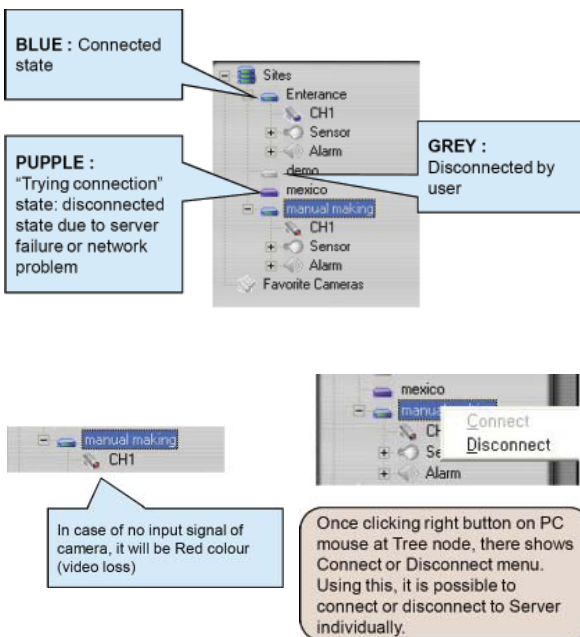 BLUE : Connected
state
Sites
Enterance
CH1
Sensor
Alarm
demo
mexico
manual making
CH1
Sensor
Alarm
Favorite Cameras
PUPPLE :
“Trying connection”
state: disconnected
state due to server
failure or network
problem
GREY :
Disconnected by
user
manual making
CH1
In case of no input signal of
camera, it will be Red colour
(video loss)
mexico
Connect
Disconnect
Alarm
Once clicking right button on PC
mouse at Tree node, there shows
Connect or Disconnect menu.
Using this, it is possible to
connect or disconnect to Server
individually.